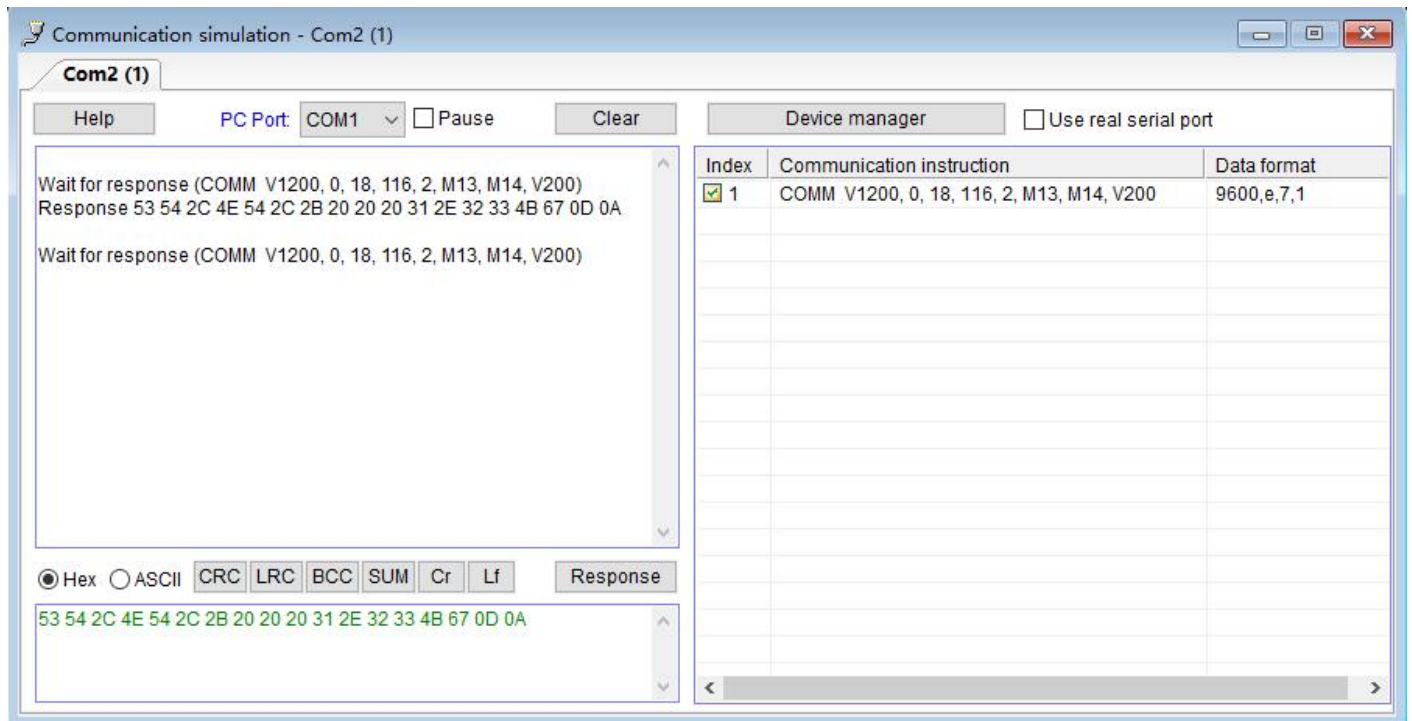 Communication simulation - Com2 (1)
Com2 (1)
Help PC Port: COM1 Pause Clear Device manager Use real serial port
Wait for response (COMM V1200, 0, 18, 116, 2, M13, M14, V200)
Response 53 54 2C 4E 54 2C 2B 20 20 20 31 2E 32 33 4B 67 0D 0A
Wait for response (COMM V1200, 0, 18, 116, 2, M13, M14, V200)
Hex ASCII CRC LRC BCC SUM Cr Lf Response
53 54 2C 4E 54 2C 2B 20 20 20 31 2E 32 33 4B 67 0D 0A
Index Communication instruction Data format
1 COMM V1200, 0, 18, 116, 2, M13, M14, V200 9600,e,7,1